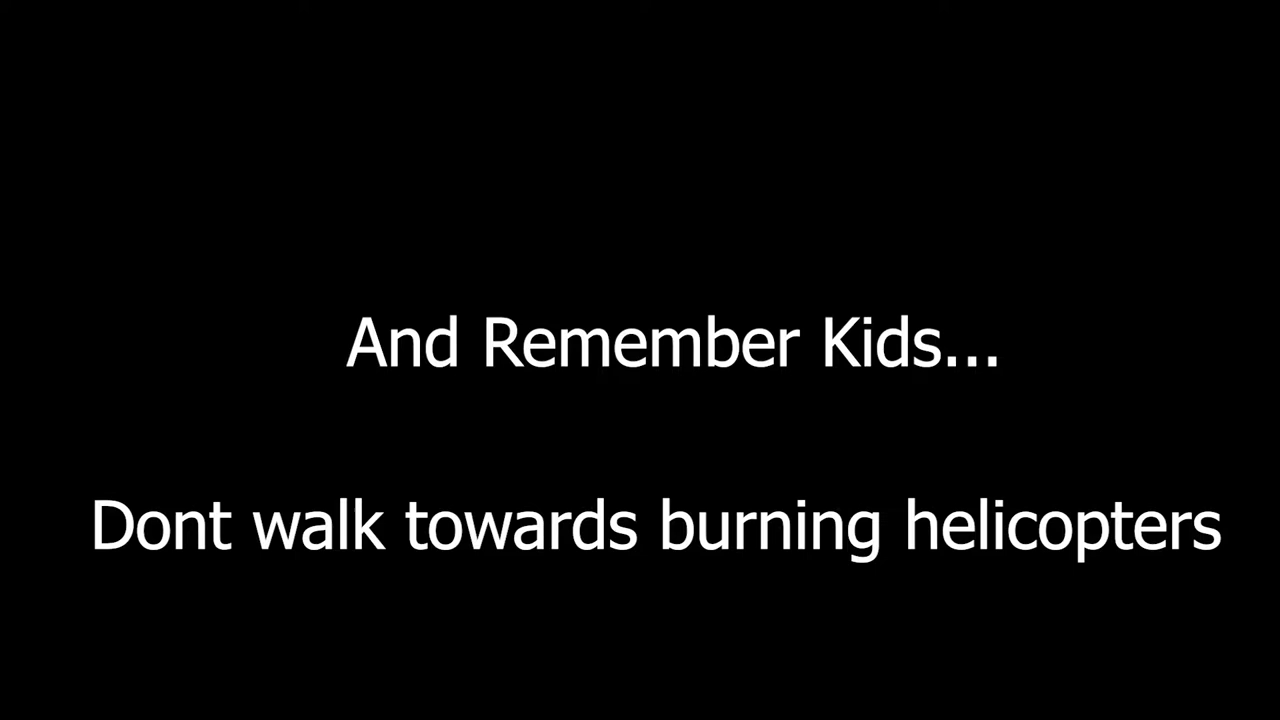 And Remember Kids...
Dont walk towards burning helicopters